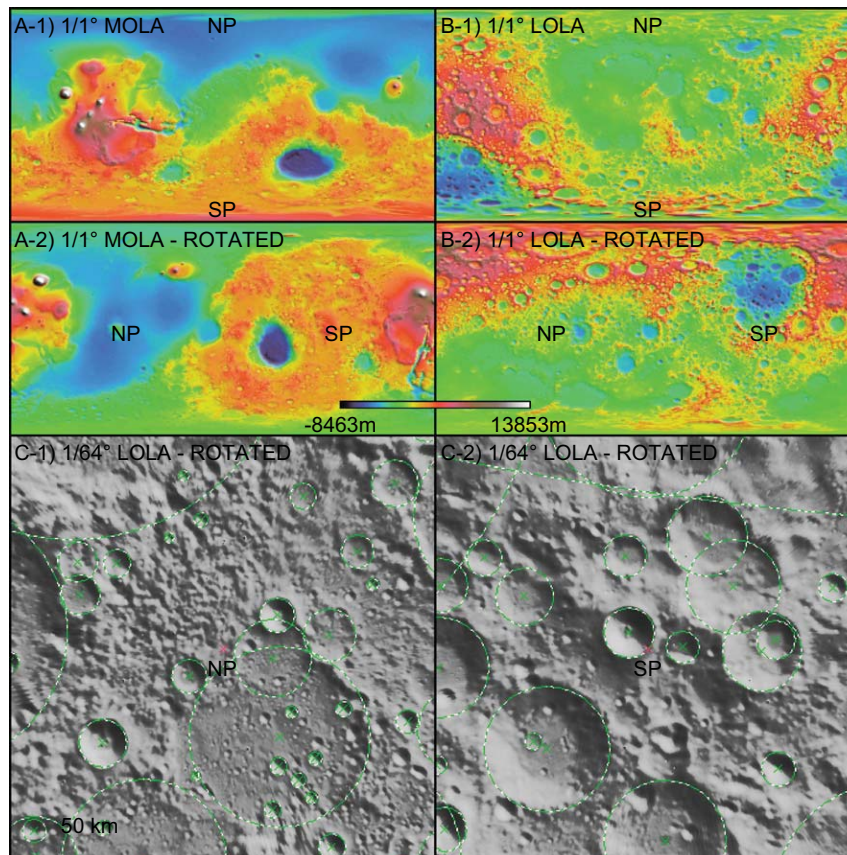 A-1) 1/1° MOLA NP
B-1) 1/1° LOLA NP
SP
SP
A-2) 1/1° MOLA - ROTATED
B-2) 1/1° LOLA - ROTATED
NP SP
NP SP
-8463m 13853m
C-1) 1/64° LOLA - ROTATED
C-2) 1/64° LOLA - ROTATED
NP
SP
50 km